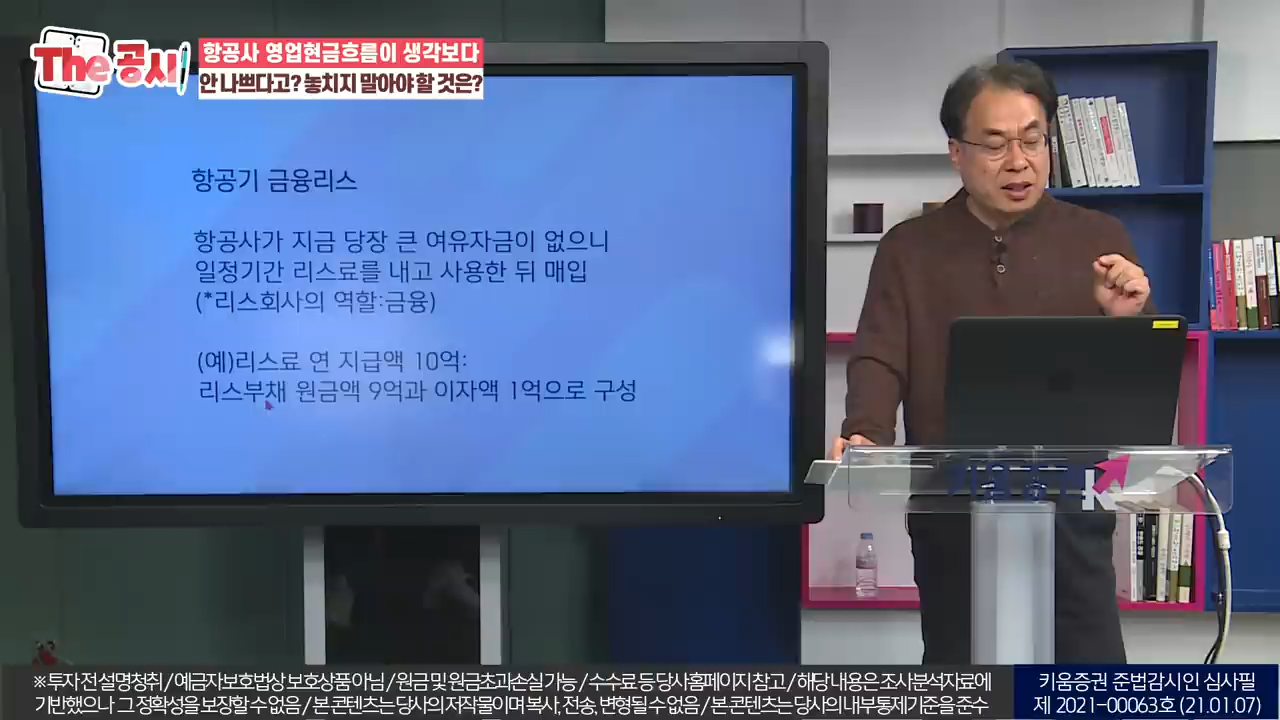 The 공시
항공사 영업현금흐름이 생각보다
안 나쁘다고? 놓치지 말아야 할 것은?
항공기 금융리스
항공사가 지금 당장 큰 여유자금이 없으니
일정기간 리스료를 내고 사용한 뒤 매입
(*리스회사의 역할:금융)
(예)리스료 연 지급액 10억:
리스부채 원금액 9억과 이자액 1억으로 구성
키움증권 K
※ 투자 전 설명청취 / 예금자보호법상 보호상품 아님 / 원금 및 원금초과손실 가능 / 수수료 등 당사 홈페이지 참고 / 해당 내용은 조사분석자료에
기반했으나 그 정확성을 보장할 수 없음 / 본 콘텐츠는 당사의 저작물이며 복사, 전송, 변형될 수 없음 / 본 콘텐츠는 당사의 내부통제기준을 준수
키움증권 준법감시인 심사필
제 2021-00063호 (21.01.07)